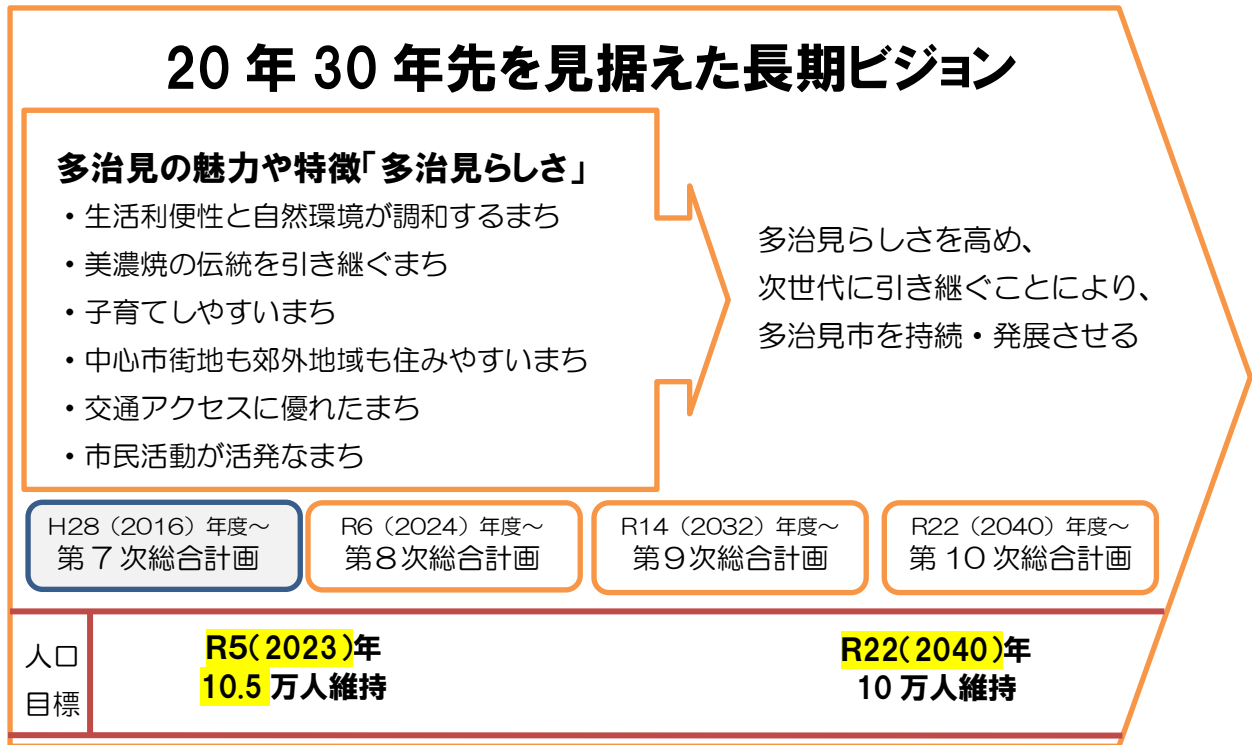 20年30年先を見据えた長期ビジョン
多治見の魅力や特徴「多治見らしさ」
・生活利便性と自然環境が調和するまち
・美濃焼の伝統を引き継ぐまち
・子育てしやすいまち
・中心市街地も郊外地域も住みやすいまち
・交通アクセスに優れたまち
・市民活動が活発なまち
多治見らしさを高め、
次世代に引き継ぐことにより、
多治見市を持続・発展させる
H28（2016）年度～
第7次総合計画
R6（2024）年度～
第8次総合計画
R14（2032）年度～
第9次総合計画
R22（2040）年度～
第10次総合計画
人口
目標
R5(2023)年
10.5万人維持
R22(2040)年
10万人維持